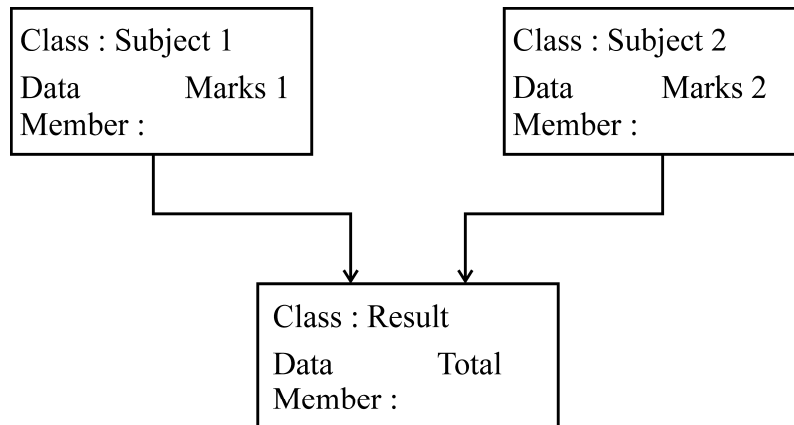 Class : Subject 1
Data Marks 1
Member :
Class : Subject 2
Data Marks 2
Member :
Class : Result
Data Total
Member :